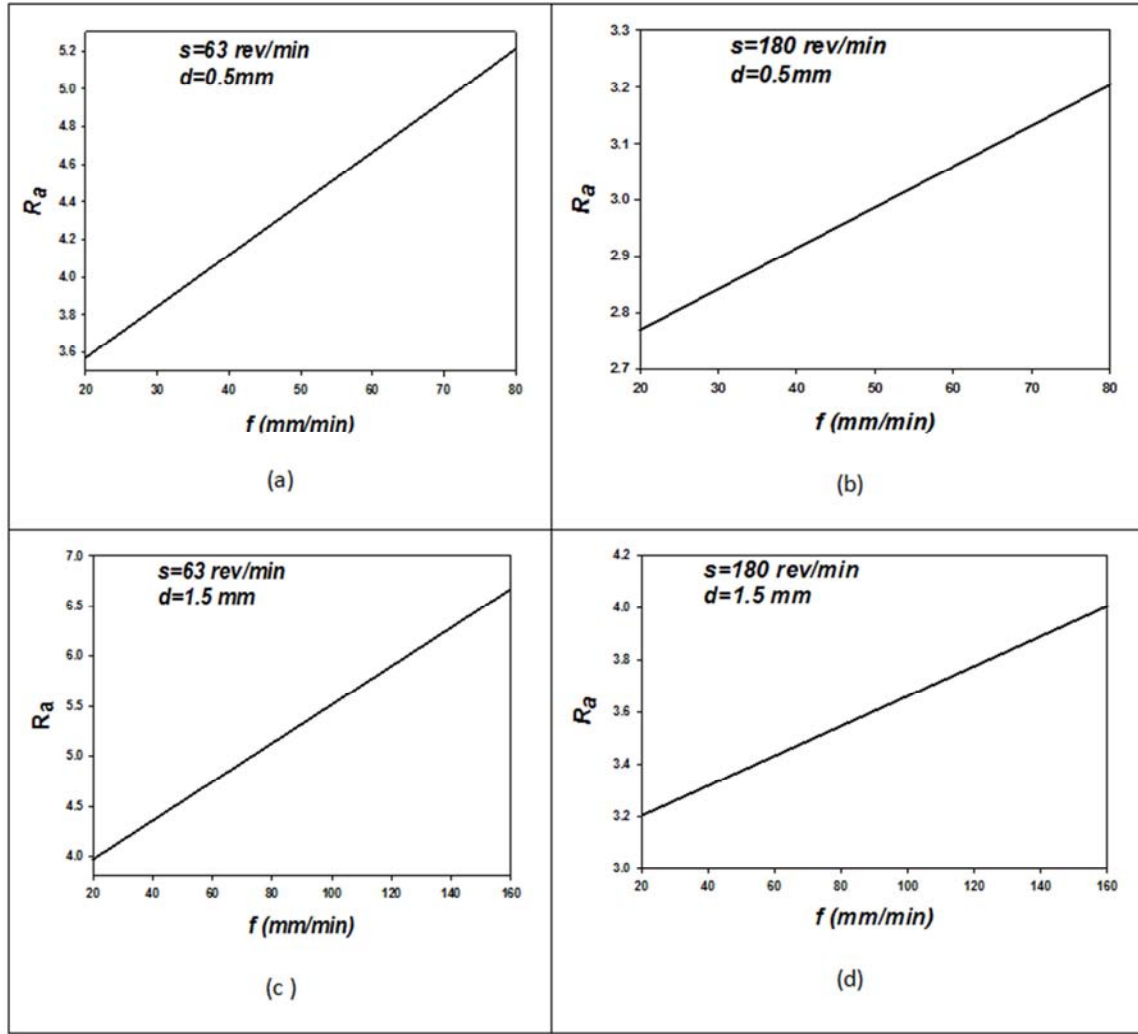 s=63 rev/min
d=0.5mm
5.2
5.0
4.8
4.6
4.4
4.2
4.0
3.8
3.6
Ra
20 30 40 50 60 70 80
f (mm/min)
(a)
s=180 rev/min
d=0.5mm
3.3
3.2
3.1
3.0
2.9
2.8
2.7
Ra
20 30 40 50 60 70 80
f (mm/min)
(b)
s=63 rev/min
d=1.5 mm
7.0
6.5
6.0
5.5
5.0
4.5
4.0
Ra
20 40 60 80 100 120 140 160
f (mm/min)
(c )
s=180 rev/min
d=1.5 mm
4.2
4.0
3.8
3.6
3.4
3.2
3.0
Ra
20 40 60 80 100 120 140 160
f (mm/min)
(d)